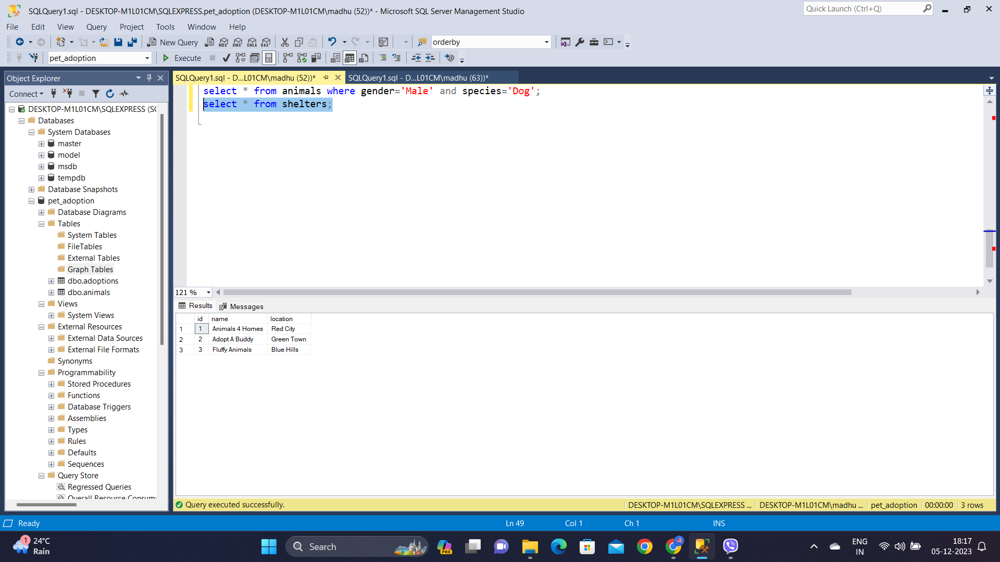 SQLQuery1.sql - DESKTOP-M1L01CM\SQLEXPRESS.pet_adoption (DESKTOP-M1L01CM\madhu (52))* - Microsoft SQL Server Management Studio
Quick Launch (Ctrl+Q)
File Edit View Query Project Tools Window Help
New Query
MDX DMX XMLA DAX
orderby
pet_adoption
Execute
Object Explorer
SQLQuery1.sql - D...L01CM\madhu (52))*
SQLQuery1.sql - D...L01CM\madhu (63))*
Connect
select * from animals where gender='Male' and species='Dog';
select * from shelters;
DESKTOP-M1L01CM\SQLEXPRESS (SQ
Databases
System Databases
master
model
msdb
tempdb
Database Snapshots
pet_adoption
Database Diagrams
Tables
System Tables
FileTables
External Tables
Graph Tables
dbo.adoptions
dbo.animals
Views
System Views
External Resources
External Data Sources
External File Formats
Synonyms
Programmability
Stored Procedures
Functions
Database Triggers
Assemblies
Types
Rules
Defaults
Sequences
Query Store
Regressed Queries
Overall Resource Consum
121 %
Results Messages
id name location
1 1 Animals 4 Homes Red City
2 2 Adopt A Buddy Green Town
3 3 Fluffy Animals Blue Hills
Query executed successfully.
DESKTOP-M1L01CM\SQLEXPRESS ...
DESKTOP-M1L01CM\madhu ...
pet_adoption
00:00:00
3 rows
Ready
Ln 49
Col 1
Ch 1
INS
1
24°C
Rain
Search
PRE
ENG
IN
18:17
05-12-2023